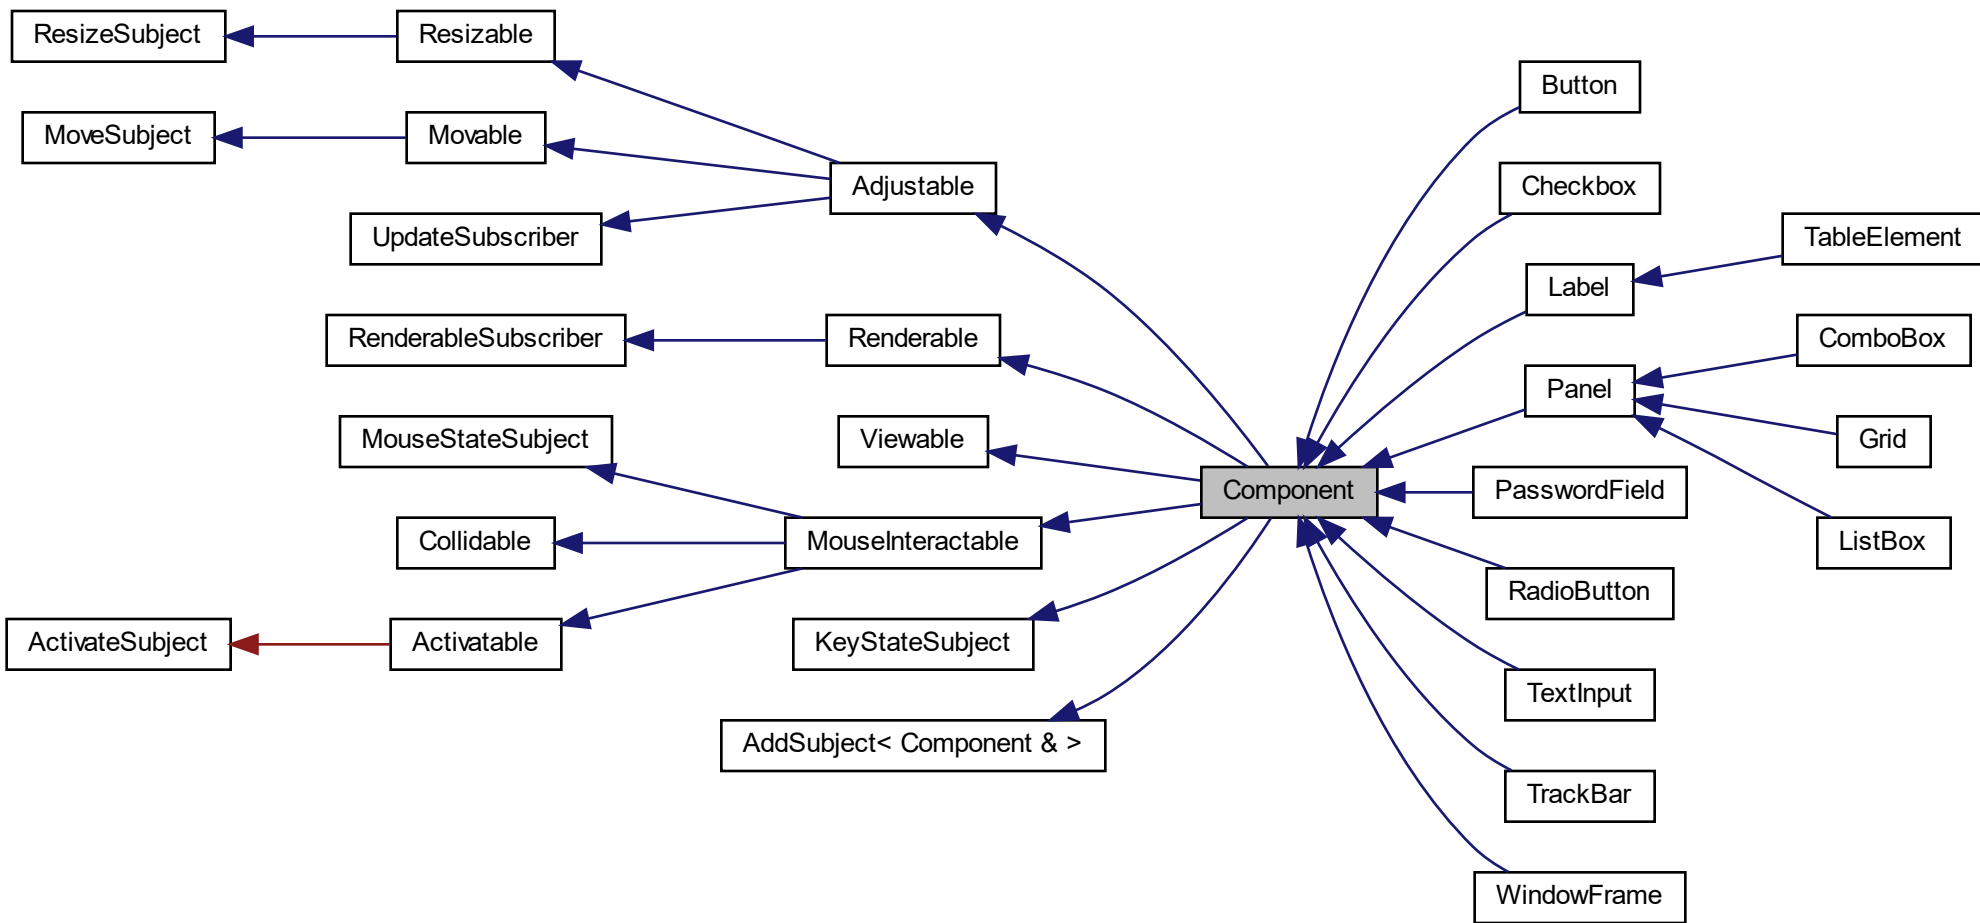 ResizeSubject
Resizable
MoveSubject
Movable
UpdateSubscriber
Adjustable
RenderableSubscriber
Renderable
MouseStateSubject
Viewable
Collidable
MouseInteractable
ActivateSubject
Activatable
KeyStateSubject
AddSubject< Component & >
Component
Button
Checkbox
Label
TableElement
Panel
ComboBox
Grid
ListBox
PasswordField
RadioButton
TextInput
TrackBar
WindowFrame